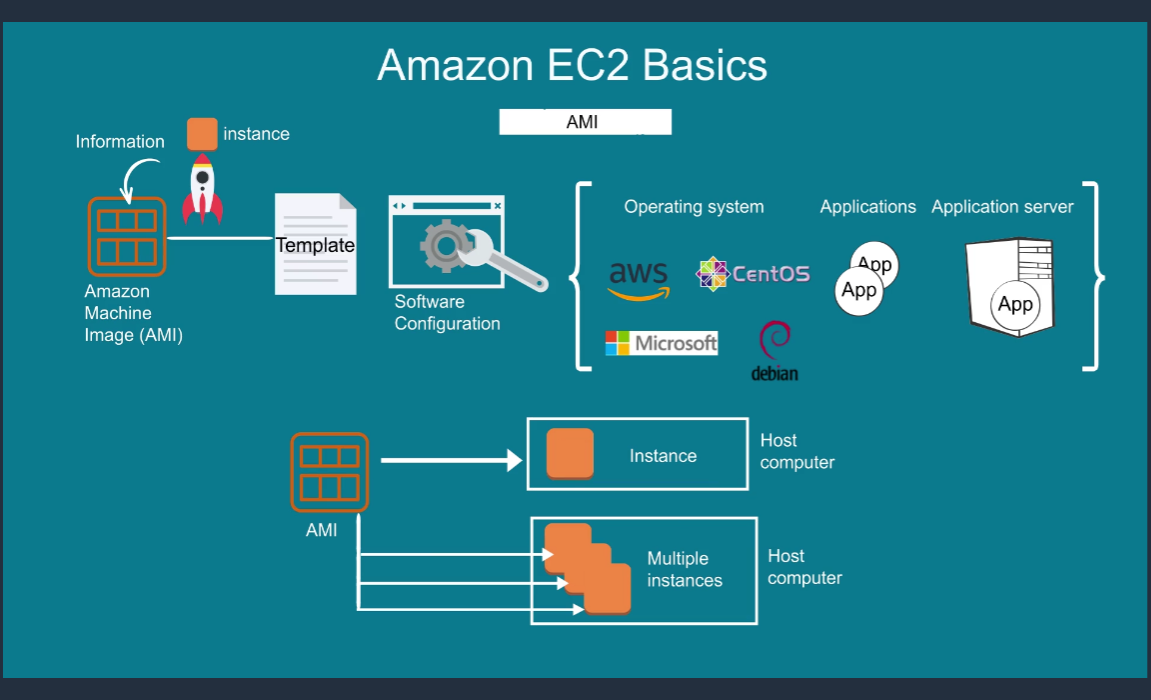 Amazon EC2 Basics
AMI
Information
instance
Amazon
Machine
Image (AMI)
Template
Software
Configuration
Operating system
Applications
Application server
aws
CentOS
Microsoft
debian
App
App
App
AMI
Instance
Host
computer
Multiple
instances
Host
computer